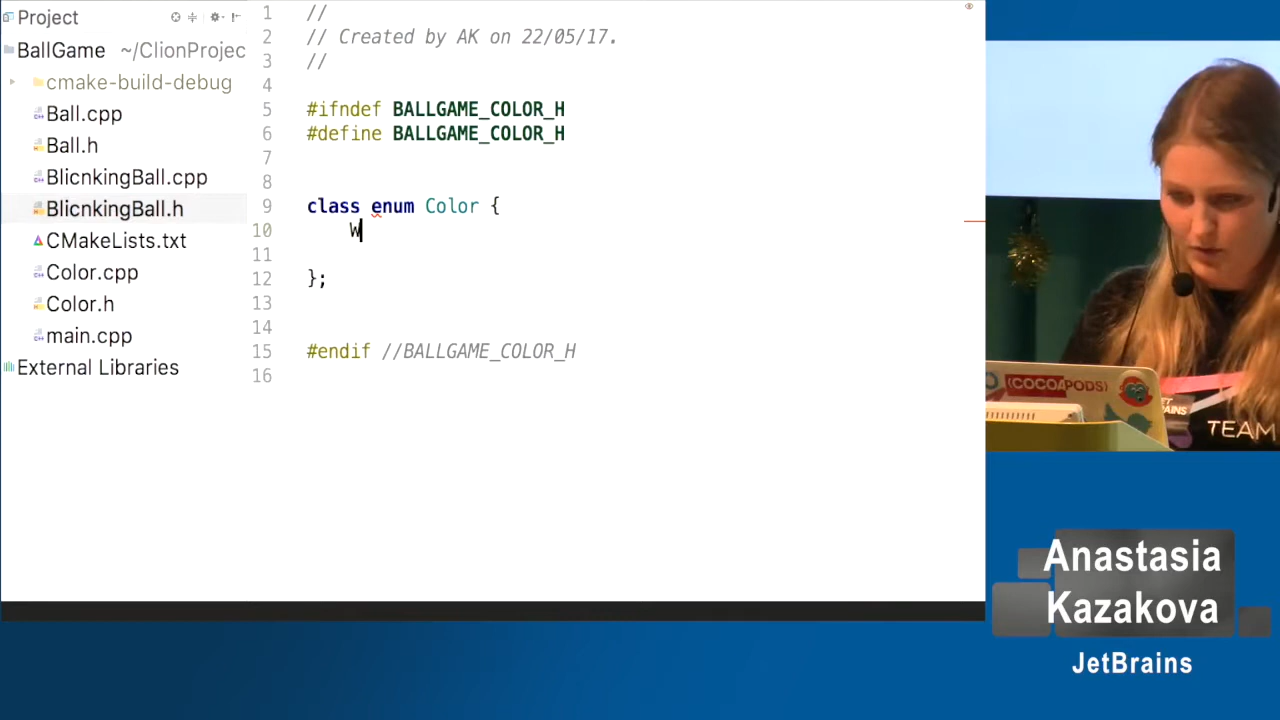 Project
BallGame ~/ClionProjec
cmake-build-debug
Ball.cpp
Ball.h
BlicnkingBall.cpp
BlicnkingBall.h
CMakeLists.txt
Color.cpp
Color.h
main.cpp
External Libraries
1 //
2 // Created by AK on 22/05/17.
3 //
4
5 #ifndef BALLGAME_COLOR_H
6 #define BALLGAME_COLOR_H
7
8
9 class enum Color {
10 W
11
12 };
13
14
15 #endif //BALLGAME_COLOR_H
16
{COCOAPODS}
BRAINS
TEAM
Anastasia
Kazakova
JetBrains